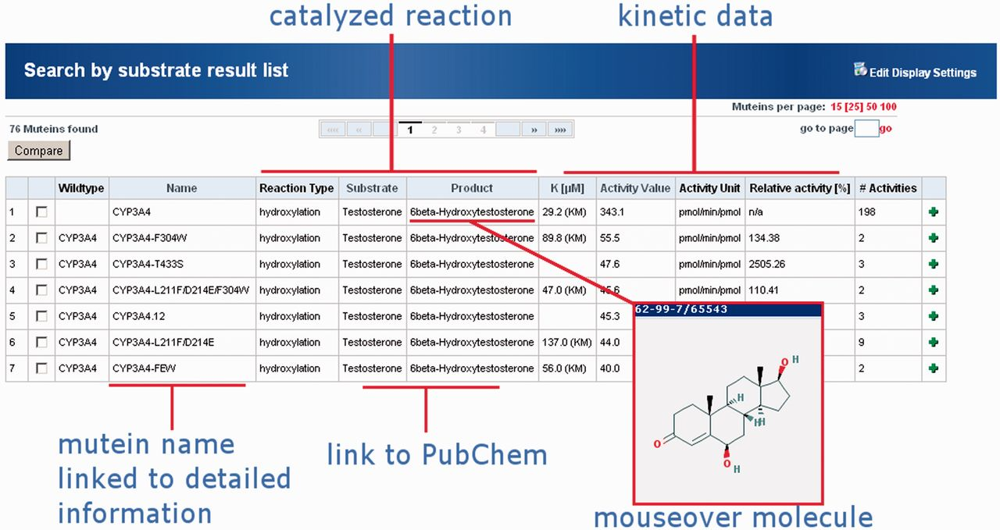 catalyzed reaction kinetic data
Search by substrate result list Edit Display Settings
Muteins per page: 15 [25] 50 100
76 Muteins found «« « 1 2 3 4 » »» go to page go
Compare
Wildtype Name Reaction Type Substrate Product K [µM] Activity Value Activity Unit Relative activity [%] # Activities
1 CYP3A4 hydroxylation Testosterone 6beta-Hydroxytestosterone 29.2 (KM) 343.1 pmol/min/pmol n/a 198
2 CYP3A4 CYP3A4-F304W hydroxylation Testosterone 6beta-Hydroxytestosterone 89.8 (KM) 55.5 pmol/min/pmol 134.38 2
3 CYP3A4 CYP3A4-T433S hydroxylation Testosterone 6beta-Hydroxytestosterone 47.6 pmol/min/pmol 2505.26 3
4 CYP3A4 CYP3A4-L211F/D214E/F304W hydroxylation Testosterone 6beta-Hydroxytestosterone 47.0 (KM) 45.6 pmol/min/pmol 110.41 2
5 CYP3A4 CYP3A4.12 hydroxylation Testosterone 6beta-Hydroxytestosterone 45.3 3
6 CYP3A4 CYP3A4-L211F/D214E hydroxylation Testosterone 6beta-Hydroxytestosterone 137.0 (KM) 44.0 9
7 CYP3A4 CYP3A4-FEW hydroxylation Testosterone 6beta-Hydroxytestosterone 56.0 (KM) 40.0 2
62-99-7/65543
O H
H
H H
O
O
H
mutein name
linked to detailed
information
link to PubChem
mouseover molecule